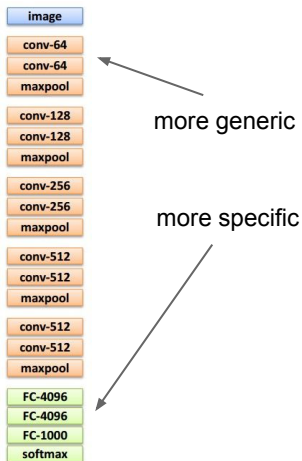 image
conv-64
conv-64
maxpool
more generic
conv-128
conv-128
maxpool
conv-256
conv-256
maxpool
more specific
conv-512
conv-512
maxpool
conv-512
conv-512
maxpool
FC-4096
FC-4096
FC-1000
softmax